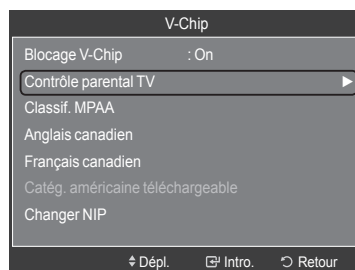 V-Chip
Blocage V-Chip : On
Contrôle parental TV
Classif. MPAA
Anglais canadien
Français canadien
Catég. américaine téléchargeable
Changer NIP
Dépl. Intro. Retour